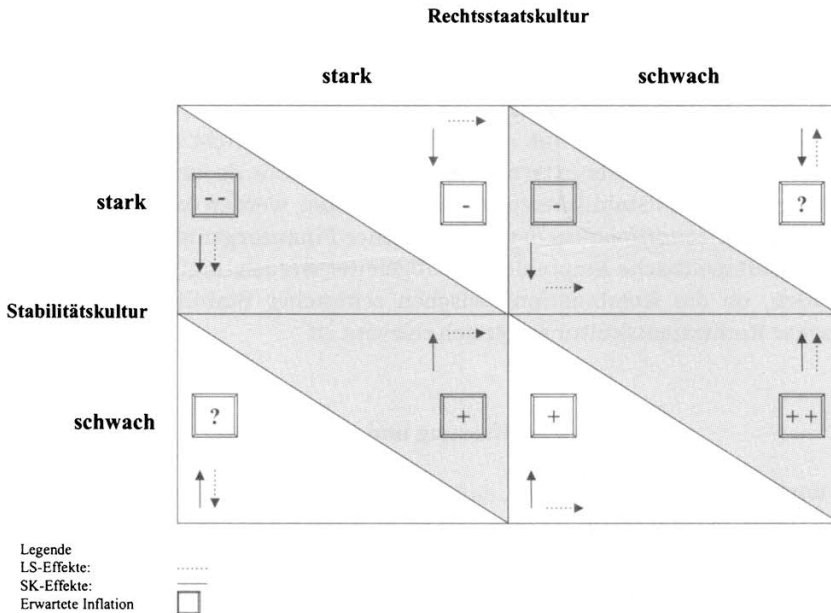 Rechtsstaatskultur
stark schwach
stark
--
-
?
Stabilitätskultur
schwach
?
+
+
++
Legende
LS-Effekte:
SK-Effekte:
Erwartete Inflation